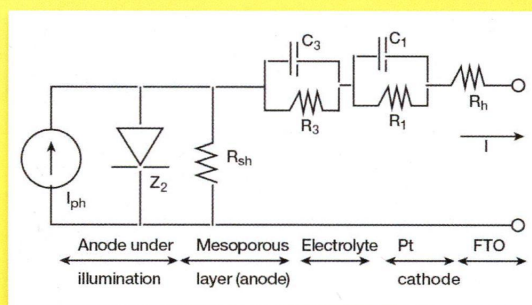 C3
C1
R3
R1
Rh
I
Iph
Z2
Rsh
Anode under Mesoporous Electrolyte Pt FTO
illumination layer (anode) cathode